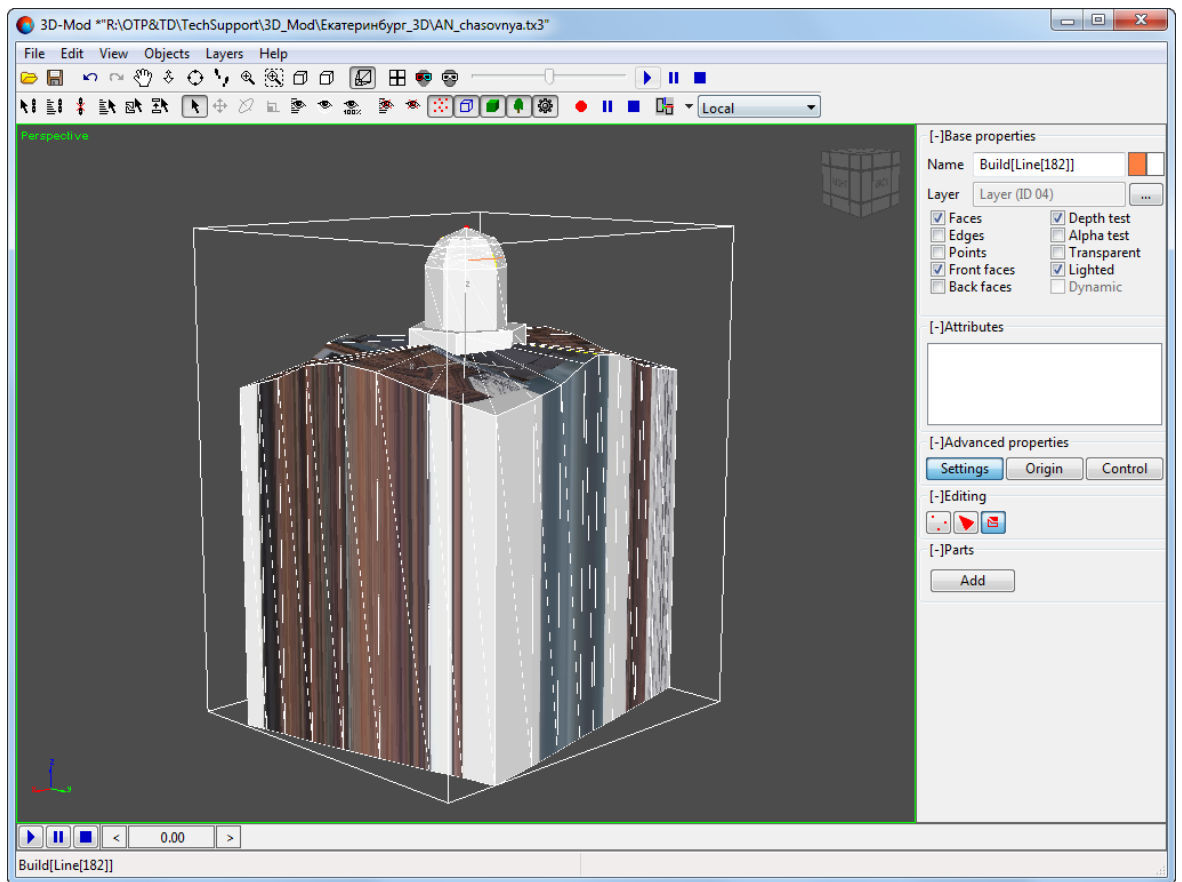 3D-Mod *"R:\OTP&TD\TechSupport\3D_Mod\Екатеринбург_3D\AN_chasovnya.tx3"
File Edit View Objects Layers Help
100%
Local
Perspective
[-]Base properties
Name Build[Line[182]]
Layer Layer (ID 04) ...
Faces Depth test
Edges Alpha test
Points Transparent
Front faces Lighted
Back faces Dynamic
[-]Attributes
[-]Advanced properties
Settings Origin Control
[-]Editing
[-]Parts
Add
z
z
y
< 0.00 >
Build[Line[182]]